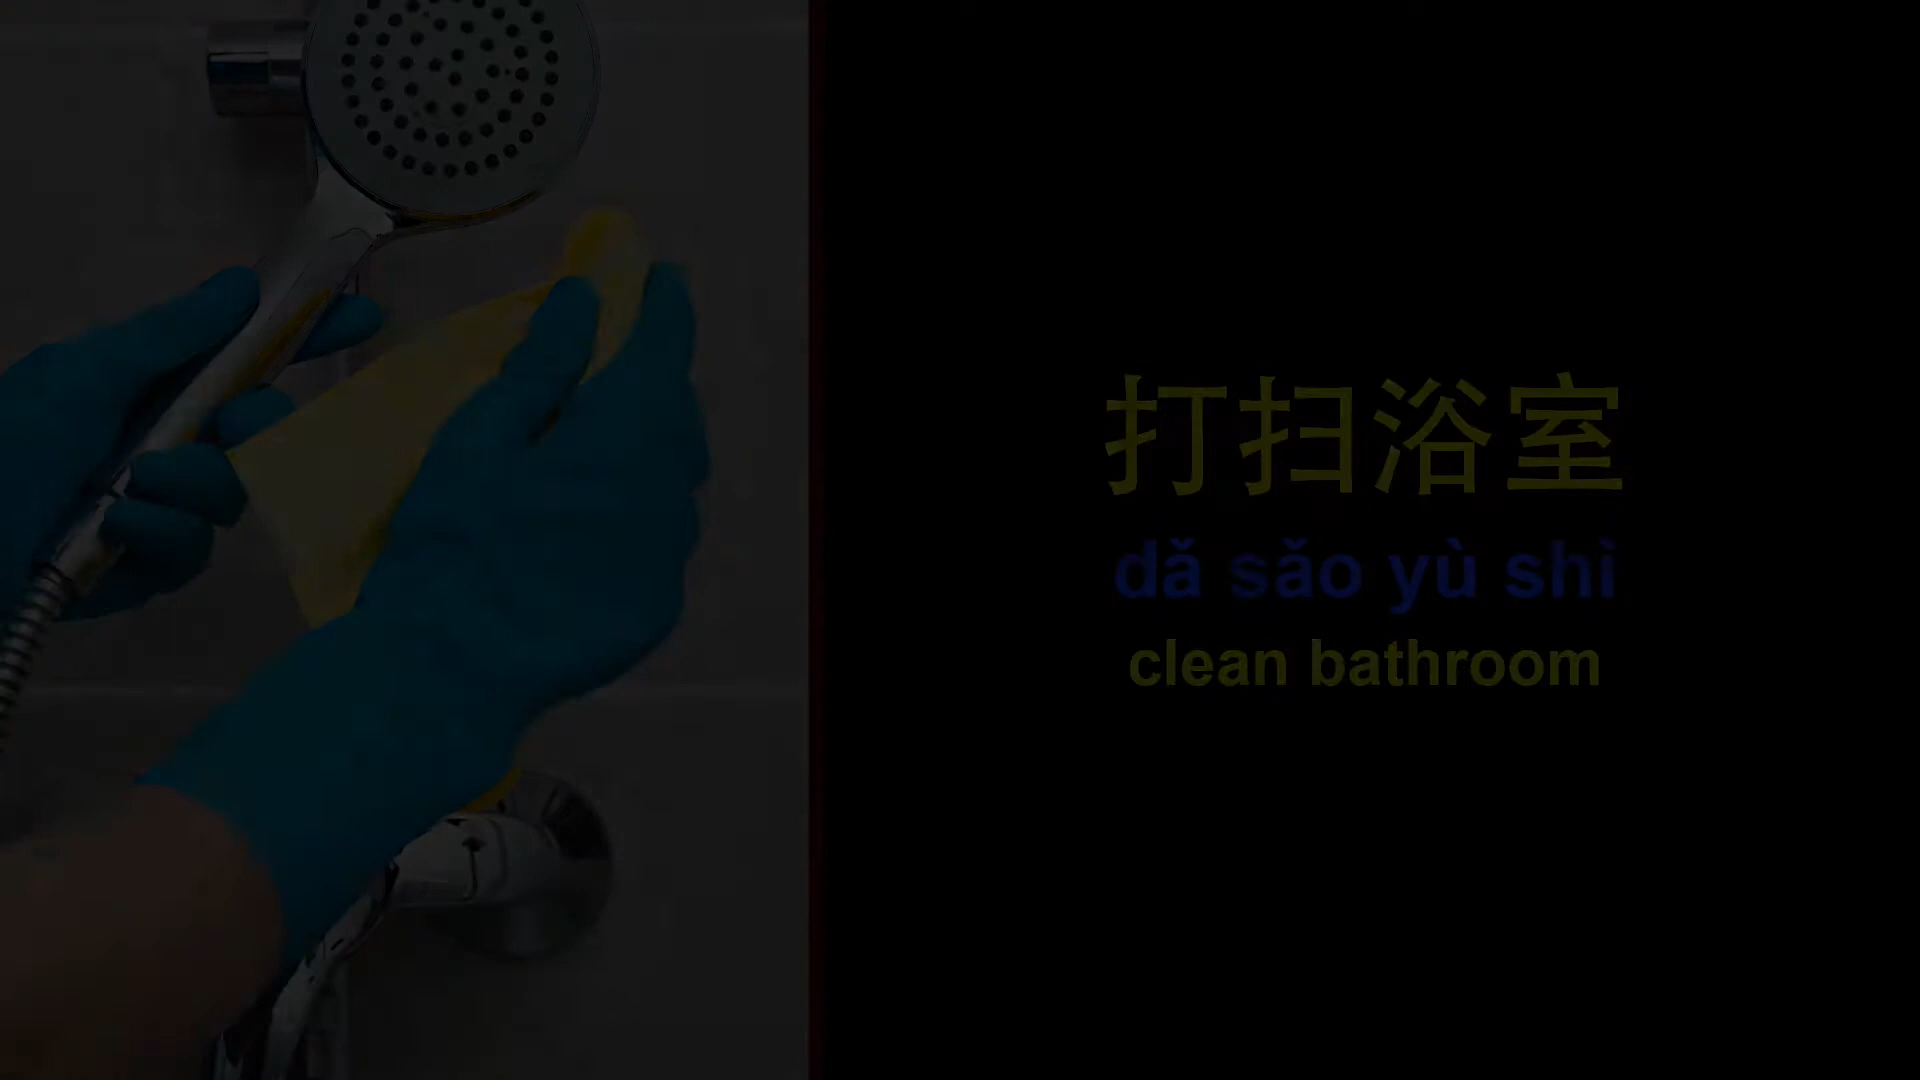 打扫浴室
dǎ sǎo yù shì
clean bathroom